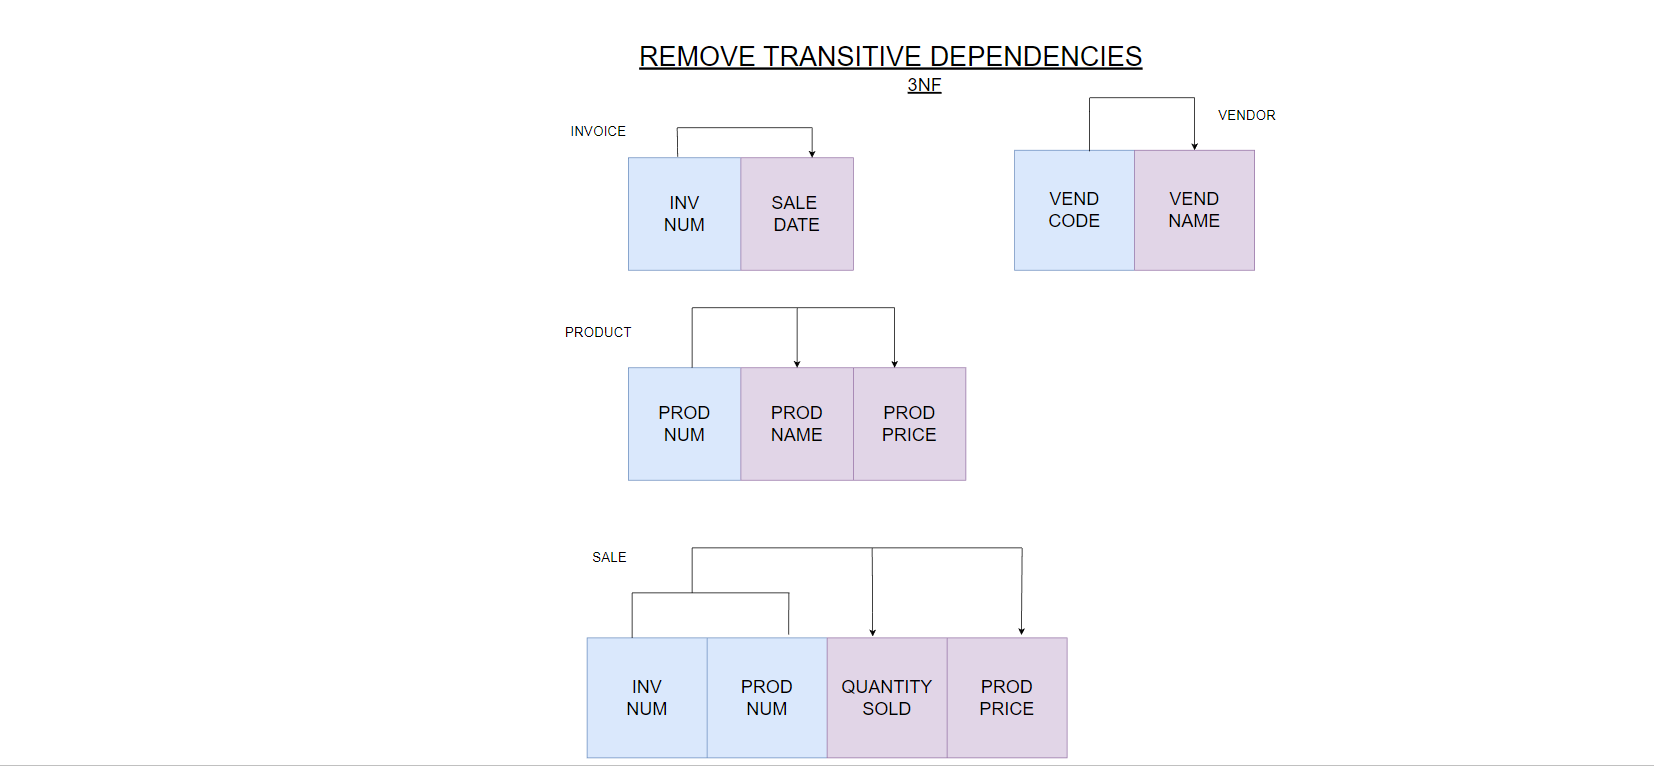 REMOVE TRANSITIVE DEPENDENCIES
3NF
INVOICE
VENDOR
INV
NUM
SALE
DATE
VEND
CODE
VEND
NAME
PRODUCT
PROD
NUM
PROD
NAME
PROD
PRICE
SALE
INV
NUM
PROD
NUM
QUANTITY
SOLD
PROD
PRICE